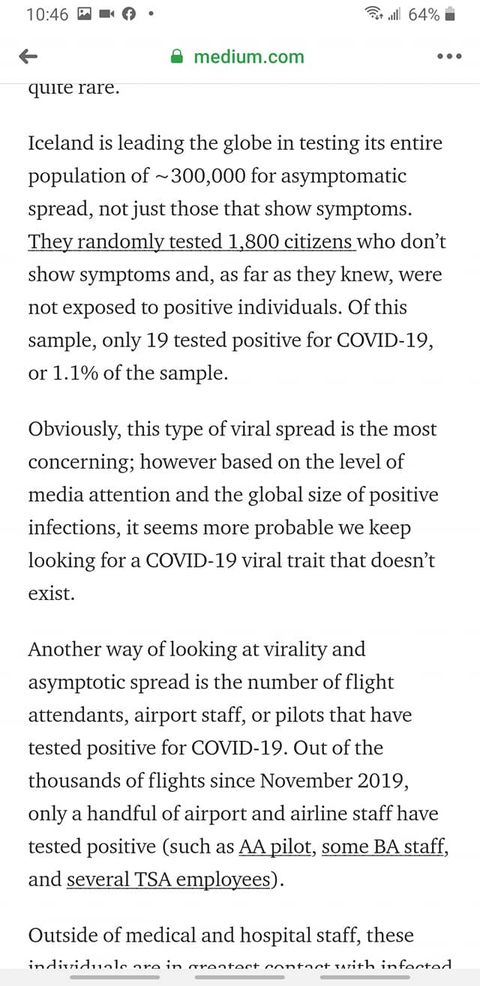 10:46
64%
medium.com
quite rare.
Iceland is leading the globe in testing its entire
population of ~300,000 for asymptomatic
spread, not just those that show symptoms.
They randomly tested 1,800 citizens who don’t
show symptoms and, as far as they knew, were
not exposed to positive individuals. Of this
sample, only 19 tested positive for COVID-19,
or 1.1% of the sample.
Obviously, this type of viral spread is the most
concerning; however based on the level of
media attention and the global size of positive
infections, it seems more probable we keep
looking for a COVID-19 viral trait that doesn’t
exist.
Another way of looking at virality and
asymptotic spread is the number of flight
attendants, airport staff, or pilots that have
tested positive for COVID-19. Out of the
thousands of flights since November 2019,
only a handful of airport and airline staff have
tested positive (such as AA pilot, some BA staff,
and several TSA employees).
Outside of medical and hospital staff, these
individuals are in greatest contact with infected